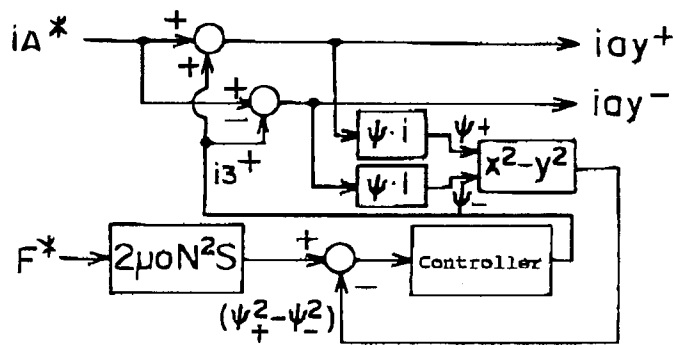 iA* + iay+
+
+ iay-
−
i3 +
ψ·i ψ+
x²-y²
ψ·i ψ-
F* 2μoN²S + Controller
−
(ψ₊²-ψ₋²)